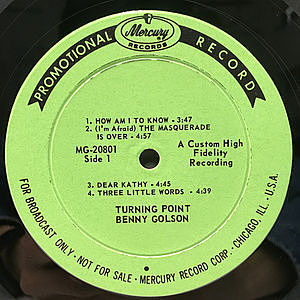 PROMOTIONAL RECORD
Mercury
RECORDS
1. HOW AM I TO KNOW - 3:47
2. (I'm Afraid) THE MASQUERADE
IS OVER - 4:57
MG-20801
Side 1
A Custom High
Fidelity
Recording
3. DEAR KATHY - 4:45
4. THREE LITTLE WORDS - 4:39
TURNING POINT
BENNY GOLSON
FOR BROADCAST ONLY • NOT FOR SALE • MERCURY RECORD CORP. • CHICAGO, ILL. • U.S.A.